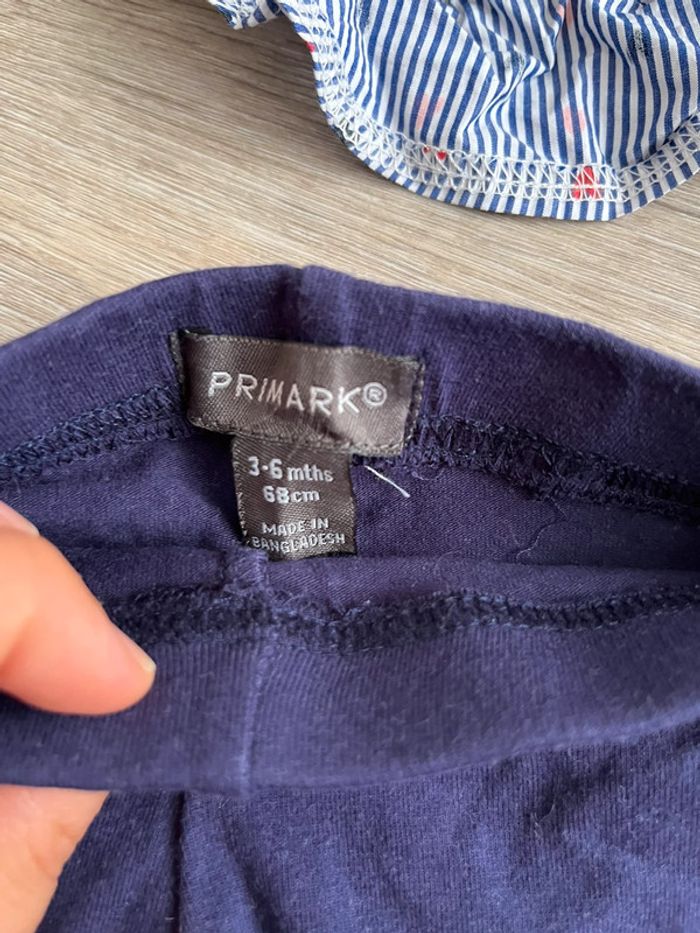 PRIMARK®
3-6 mths
68cm
MADE IN
BANGLADESH